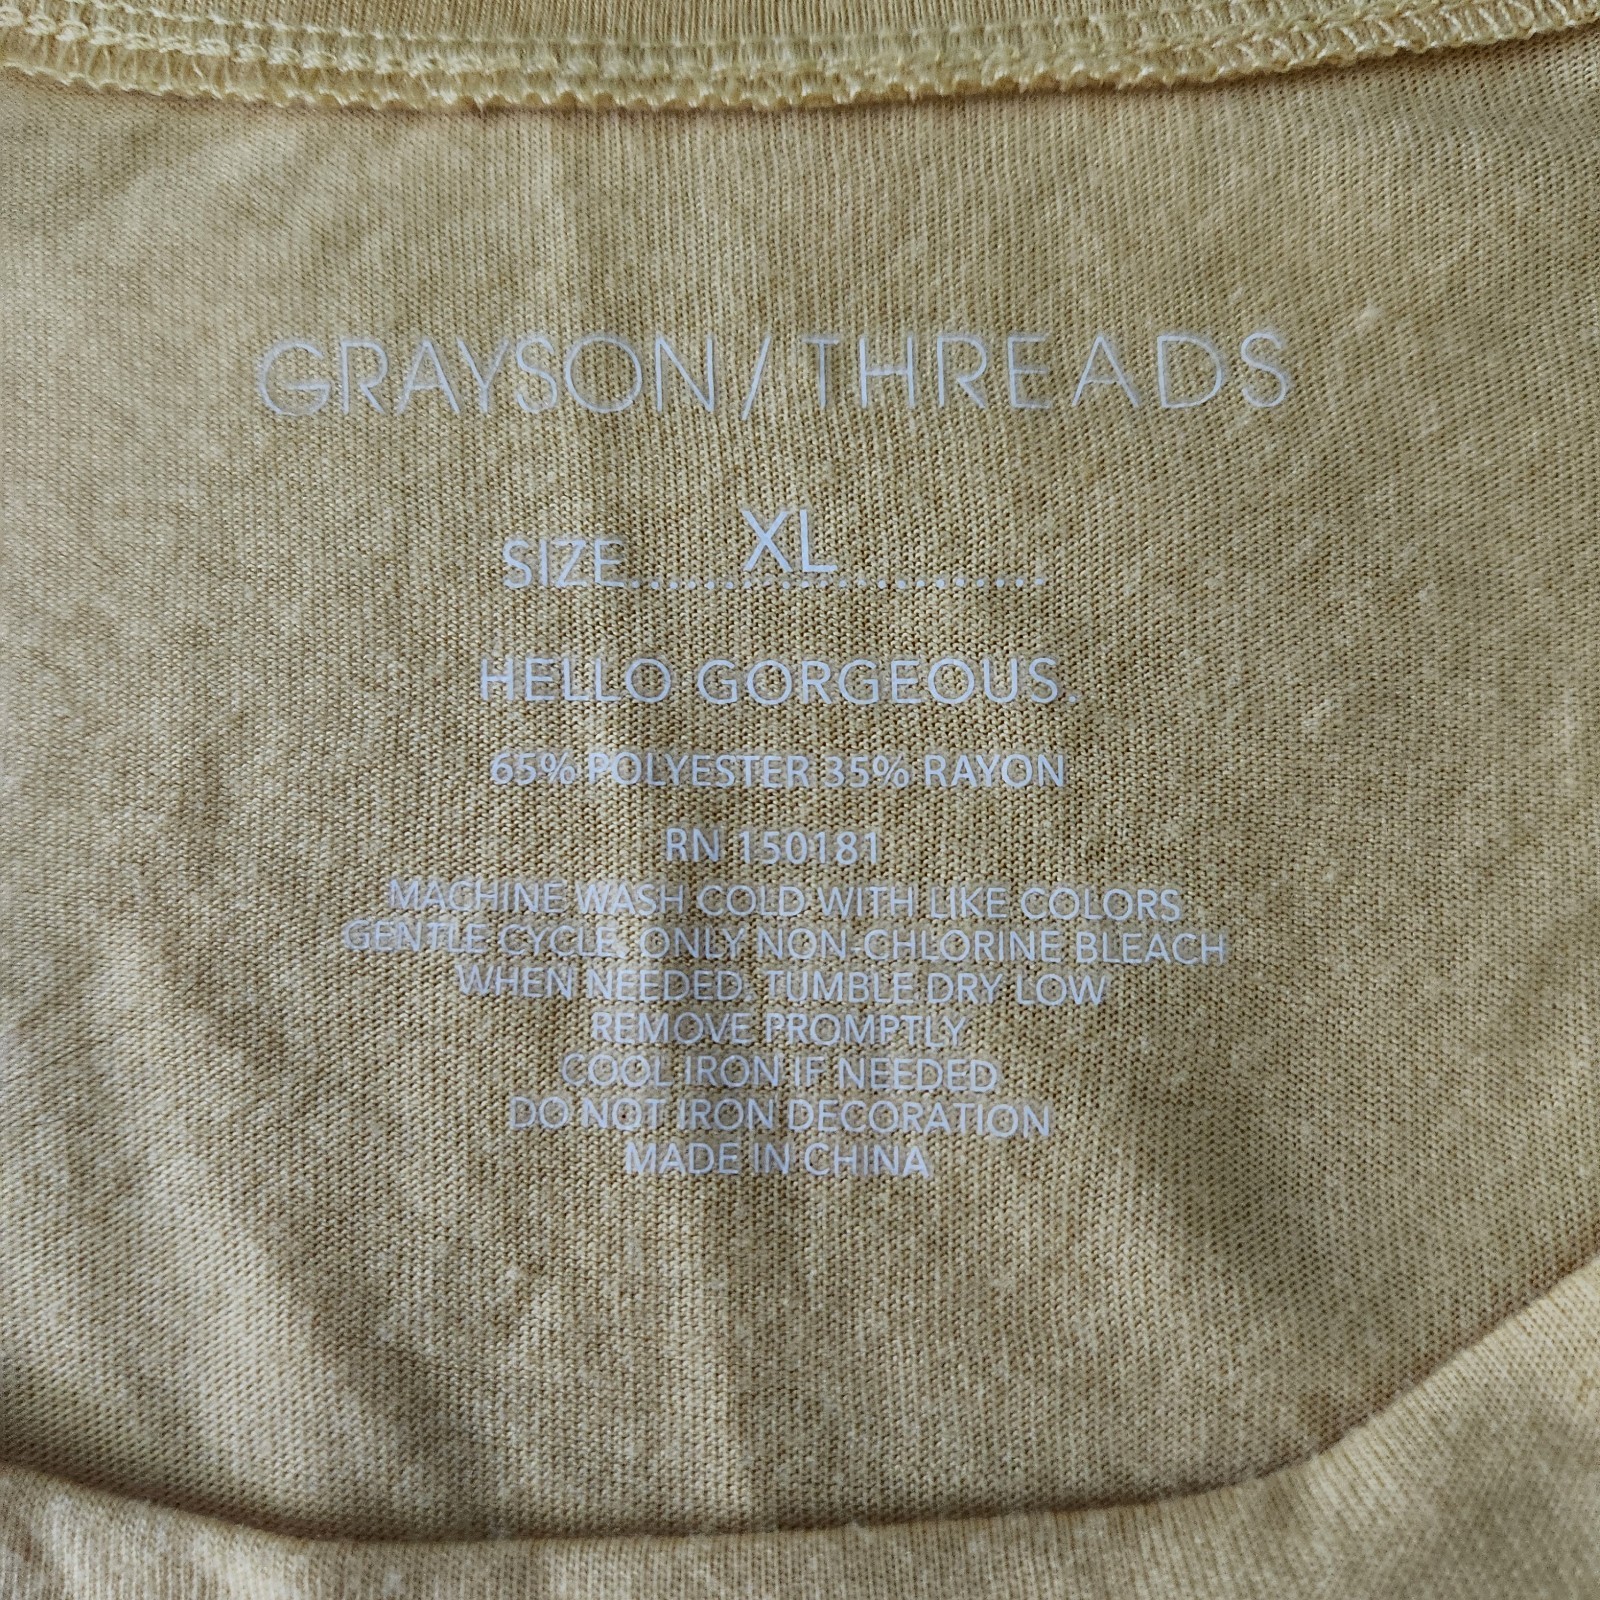 GRAYSON / THREADS
SIZE......XL......................
HELLO GORGEOUS.
65% POLYESTER 35% RAYON
RN 150181
MACHINE WASH COLD WITH LIKE COLORS
GENTLE CYCLE, ONLY NON-CHLORINE BLEACH
WHEN NEEDED, TUMBLE DRY LOW
REMOVE PROMPTLY
COOL IRON IF NEEDED
DO NOT IRON DECORATION
MADE IN CHINA